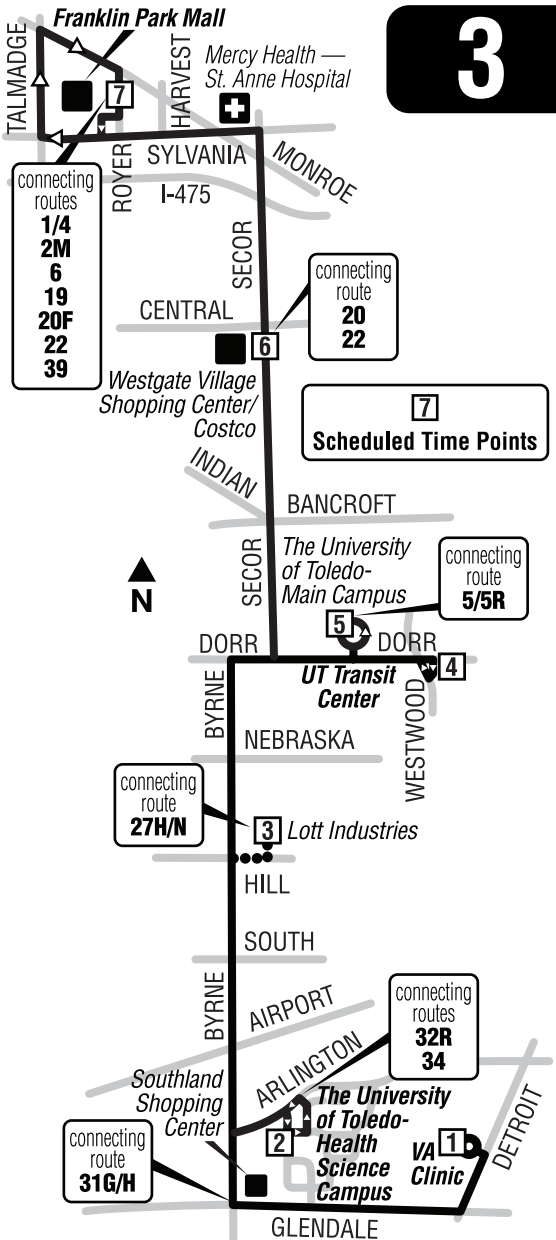 Franklin Park Mall
3
TALMADGE
HARVEST
Mercy Health —
St. Anne Hospital
7
SYLVANIA
MONROE
ROYER
I-475
connecting
routes
1/4
2M
6
19
20F
22
39
SECOR
connecting
route
20
22
CENTRAL
6
Westgate Village
Shopping Center/
Costco
7
Scheduled Time Points
INDIAN
BANCROFT
SECOR
The University
of Toledo-
Main Campus
connecting
route
5/5R
N
5
DORR
DORR
4
UT Transit
Center
BYRNE
WESTWOOD
NEBRASKA
connecting
route
27H/N
3
Lott Industries
HILL
SOUTH
BYRNE
AIRPORT
connecting
routes
32R
34
ARLINGTON
Southland
Shopping
Center
The University
of Toledo-
Health
Science
Campus
2
VA
Clinic
1
DETROIT
connecting
route
31G/H
GLENDALE